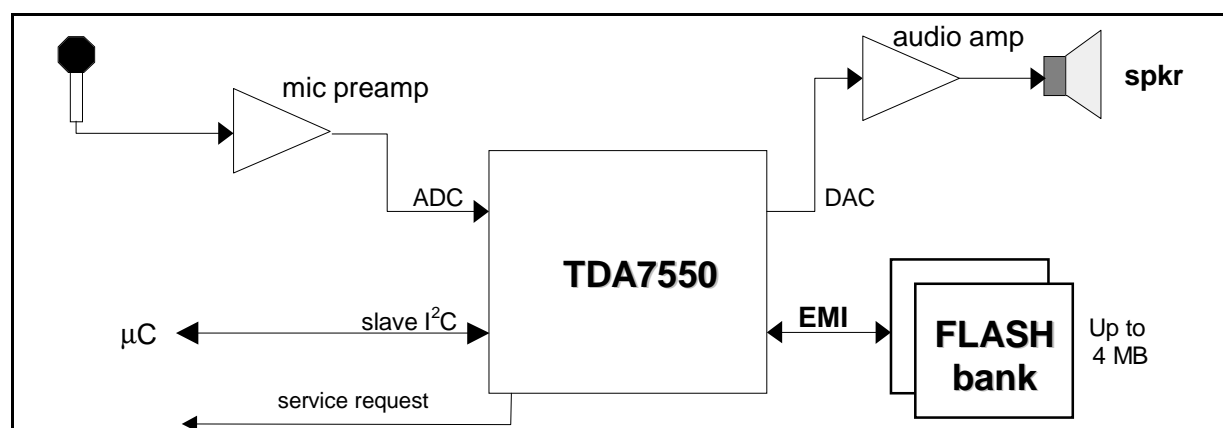 audio amp
spkr
mic preamp
ADC
DAC
TDA7550
EMI
FLASH
bank
Up to
4 MB
μC
slave I²C
service request